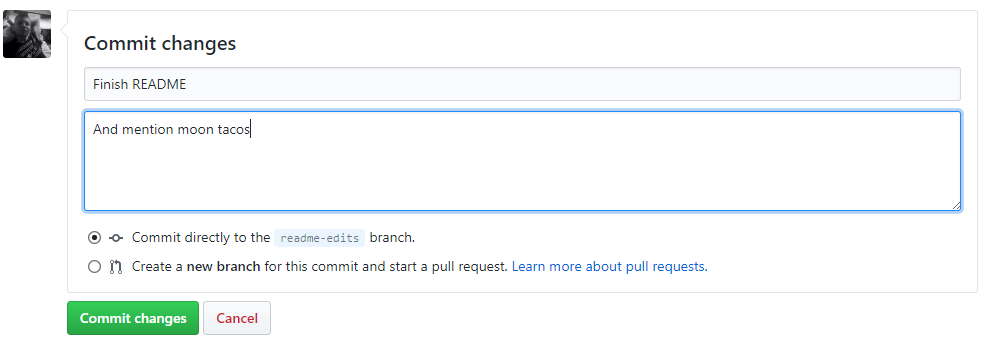 Commit changes
Finish README
And mention moon tacos
Commit directly to the readme-edits branch.
Create a new branch for this commit and start a pull request. Learn more about pull requests.
Commit changes
Cancel